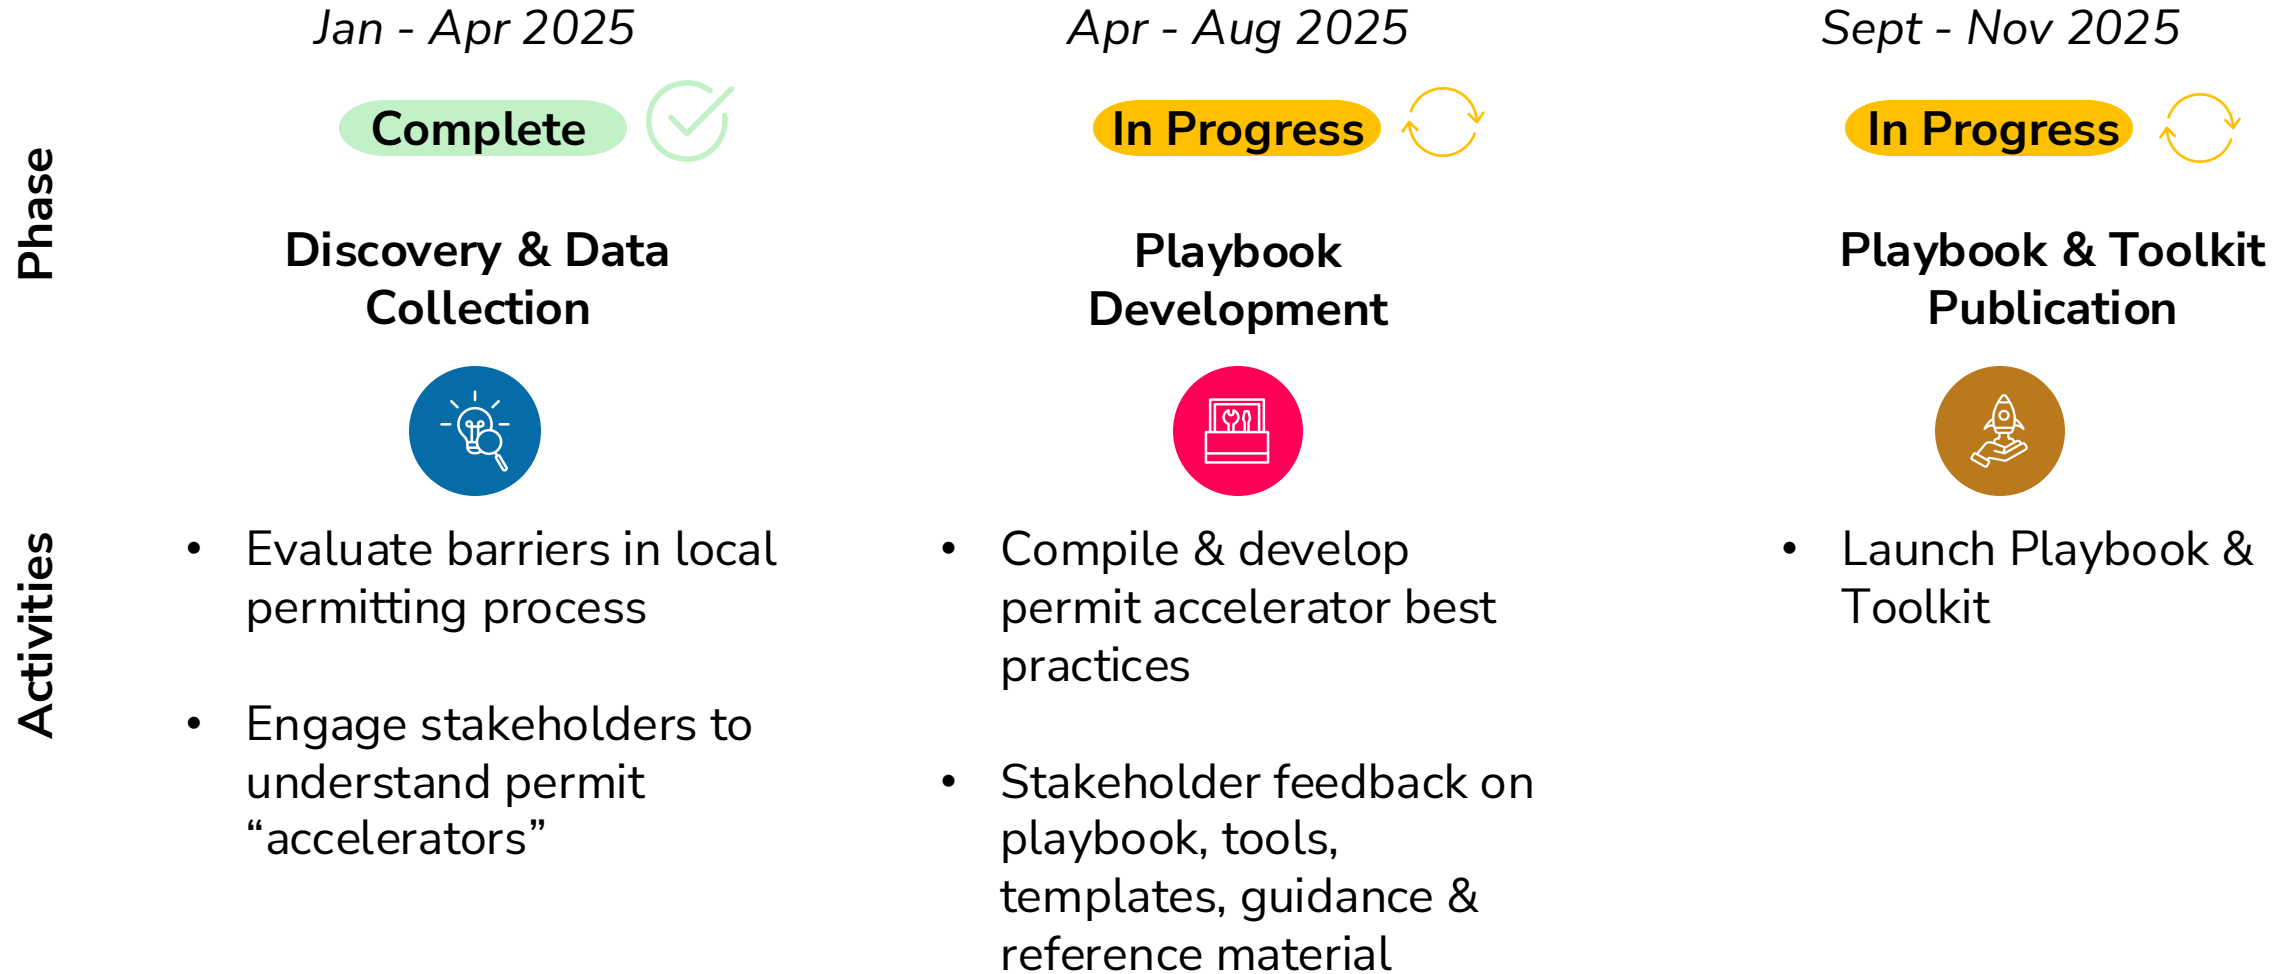 Jan - Apr 2025
Apr - Aug 2025
Sept - Nov 2025
Phase
Complete
In Progress
In Progress
Discovery & Data
Collection
Playbook
Development
Playbook & Toolkit
Publication
Activities
• Evaluate barriers in local
permitting process
• Engage stakeholders to
understand permit
“accelerators”
• Compile & develop
permit accelerator best
practices
• Stakeholder feedback on
playbook, tools,
templates, guidance &
reference material
• Launch Playbook &
Toolkit